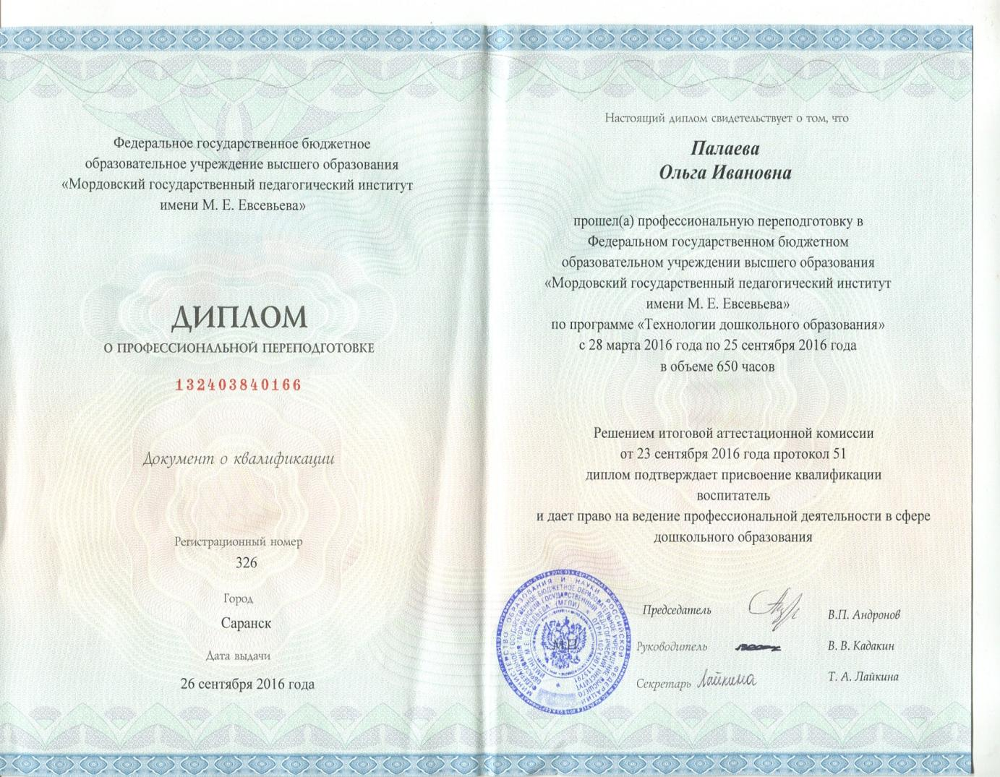 Федеральное государственное бюджетное
образовательное учреждение высшего образования
«Мордовский государственный педагогический институт
имени М. Е. Евсевьева»
ДИПЛОМ
О ПРОФЕССИОНАЛЬНОЙ ПЕРЕПОДГОТОВКЕ
132403840166
Документ о квалификации
Регистрационный номер
326
Город
Саранск
Дата выдачи
26 сентября 2016 года
Настоящий диплом свидетельствует о том, что
Палаева
Ольга Ивановна
прошел(а) профессиональную переподготовку в
Федеральном государственном бюджетном
образовательном учреждении высшего образования
«Мордовский государственный педагогический институт
имени М. Е. Евсевьева»
по программе «Технологии дошкольного образования»
с 28 марта 2016 года по 25 сентября 2016 года
в объеме 650 часов
Решением итоговой аттестационной комиссии
от 23 сентября 2016 года протокол 51
диплом подтверждает присвоение квалификации
воспитатель
и дает право на ведение профессиональной деятельности в сфере
дошкольного образования
Председатель В.П. Андронов
М.П.
Руководитель В. В. Кадакин
Секретарь Лайкина Т. А. Лайкина
МИНИСТЕРСТВО ОБРАЗОВАНИЯ И НАУКИ РОССИЙСКОЙ ФЕДЕРАЦИИ